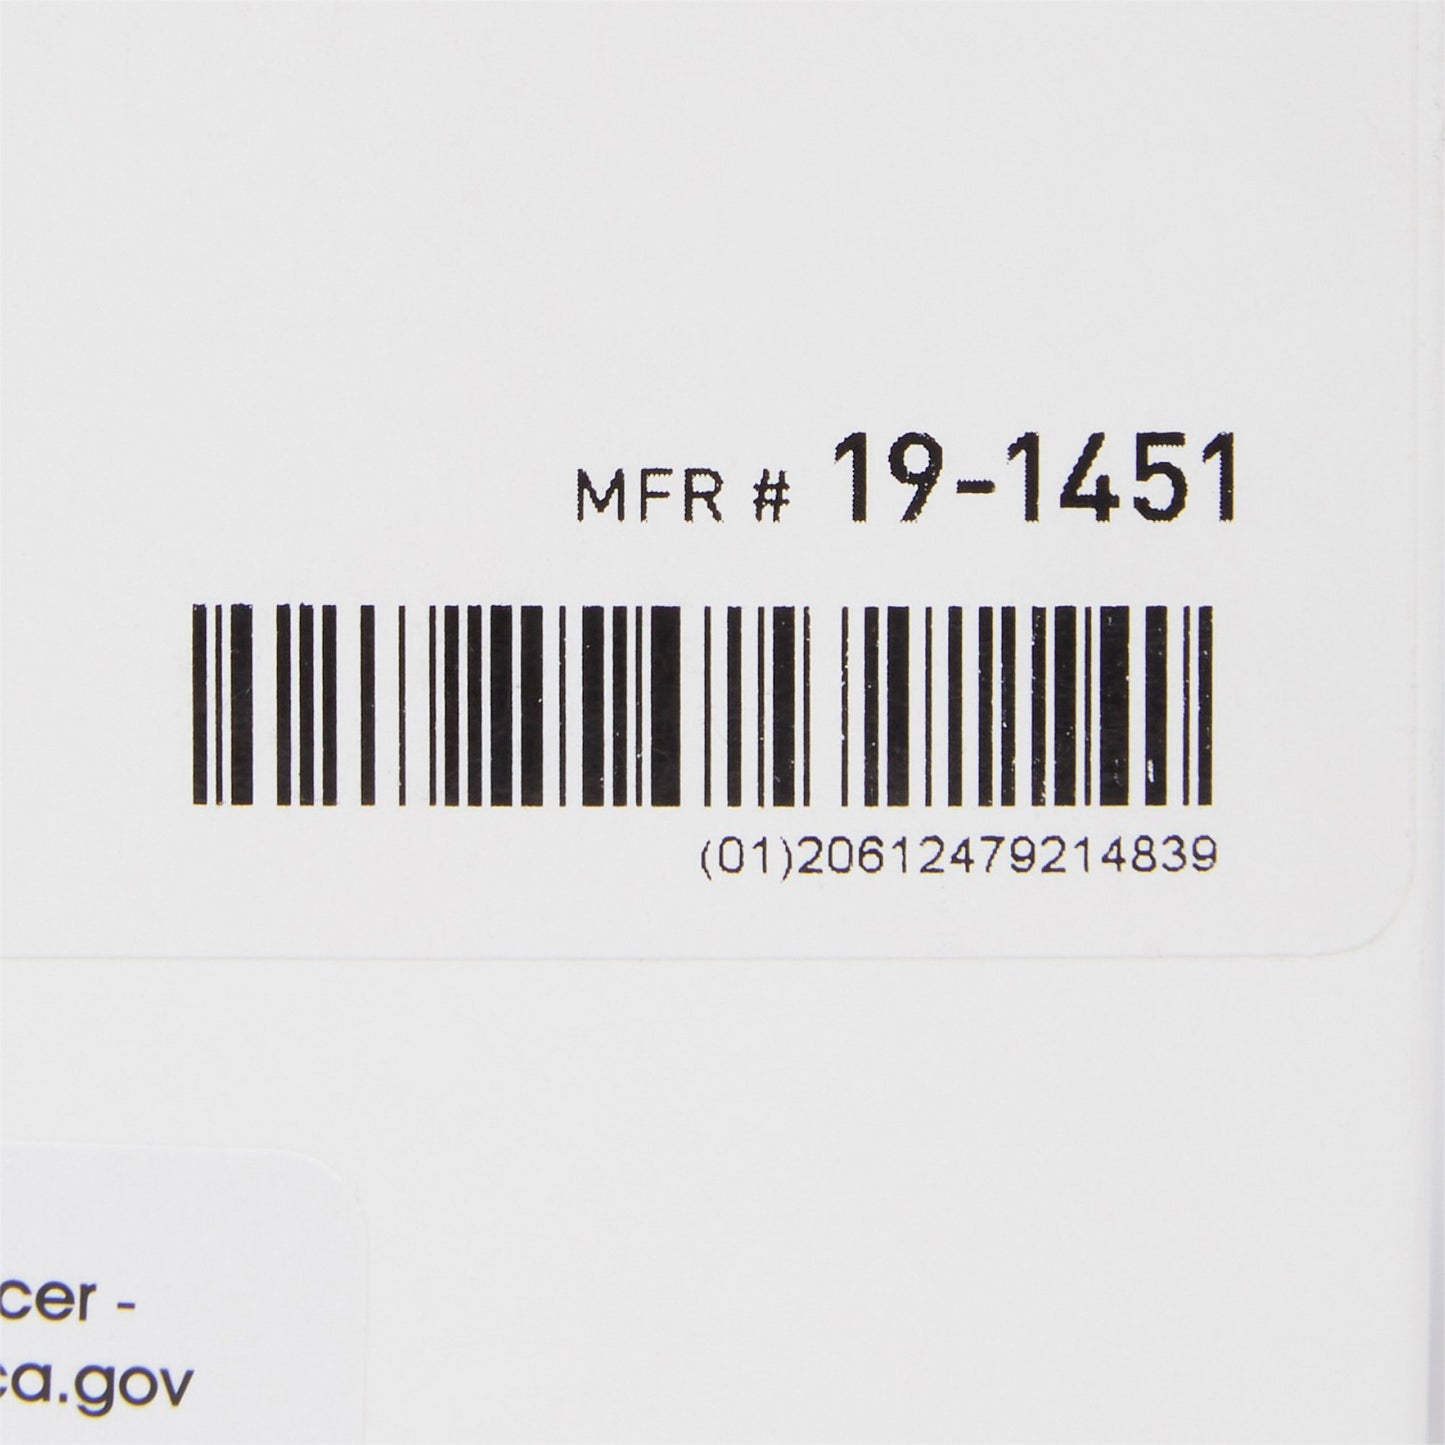 MFR # 19-1451
(01)20612479214839
cer -
ca.gov